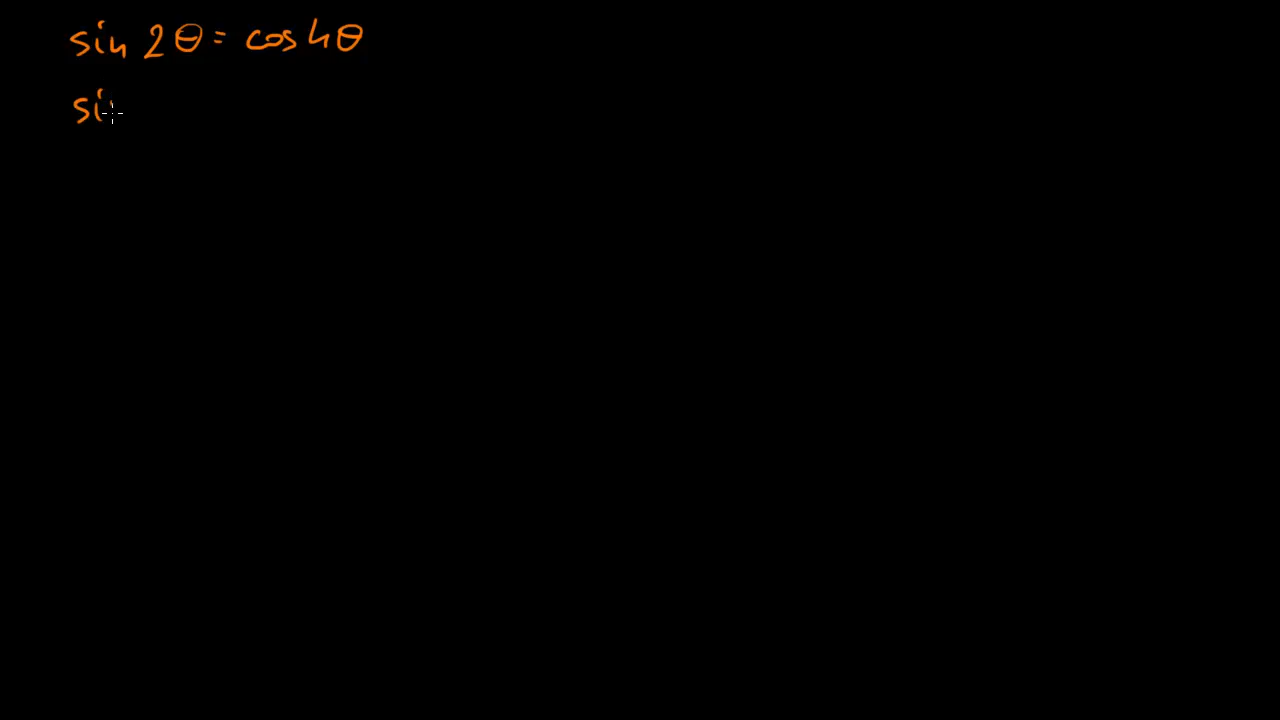 sin 2θ = cos 4θ
si